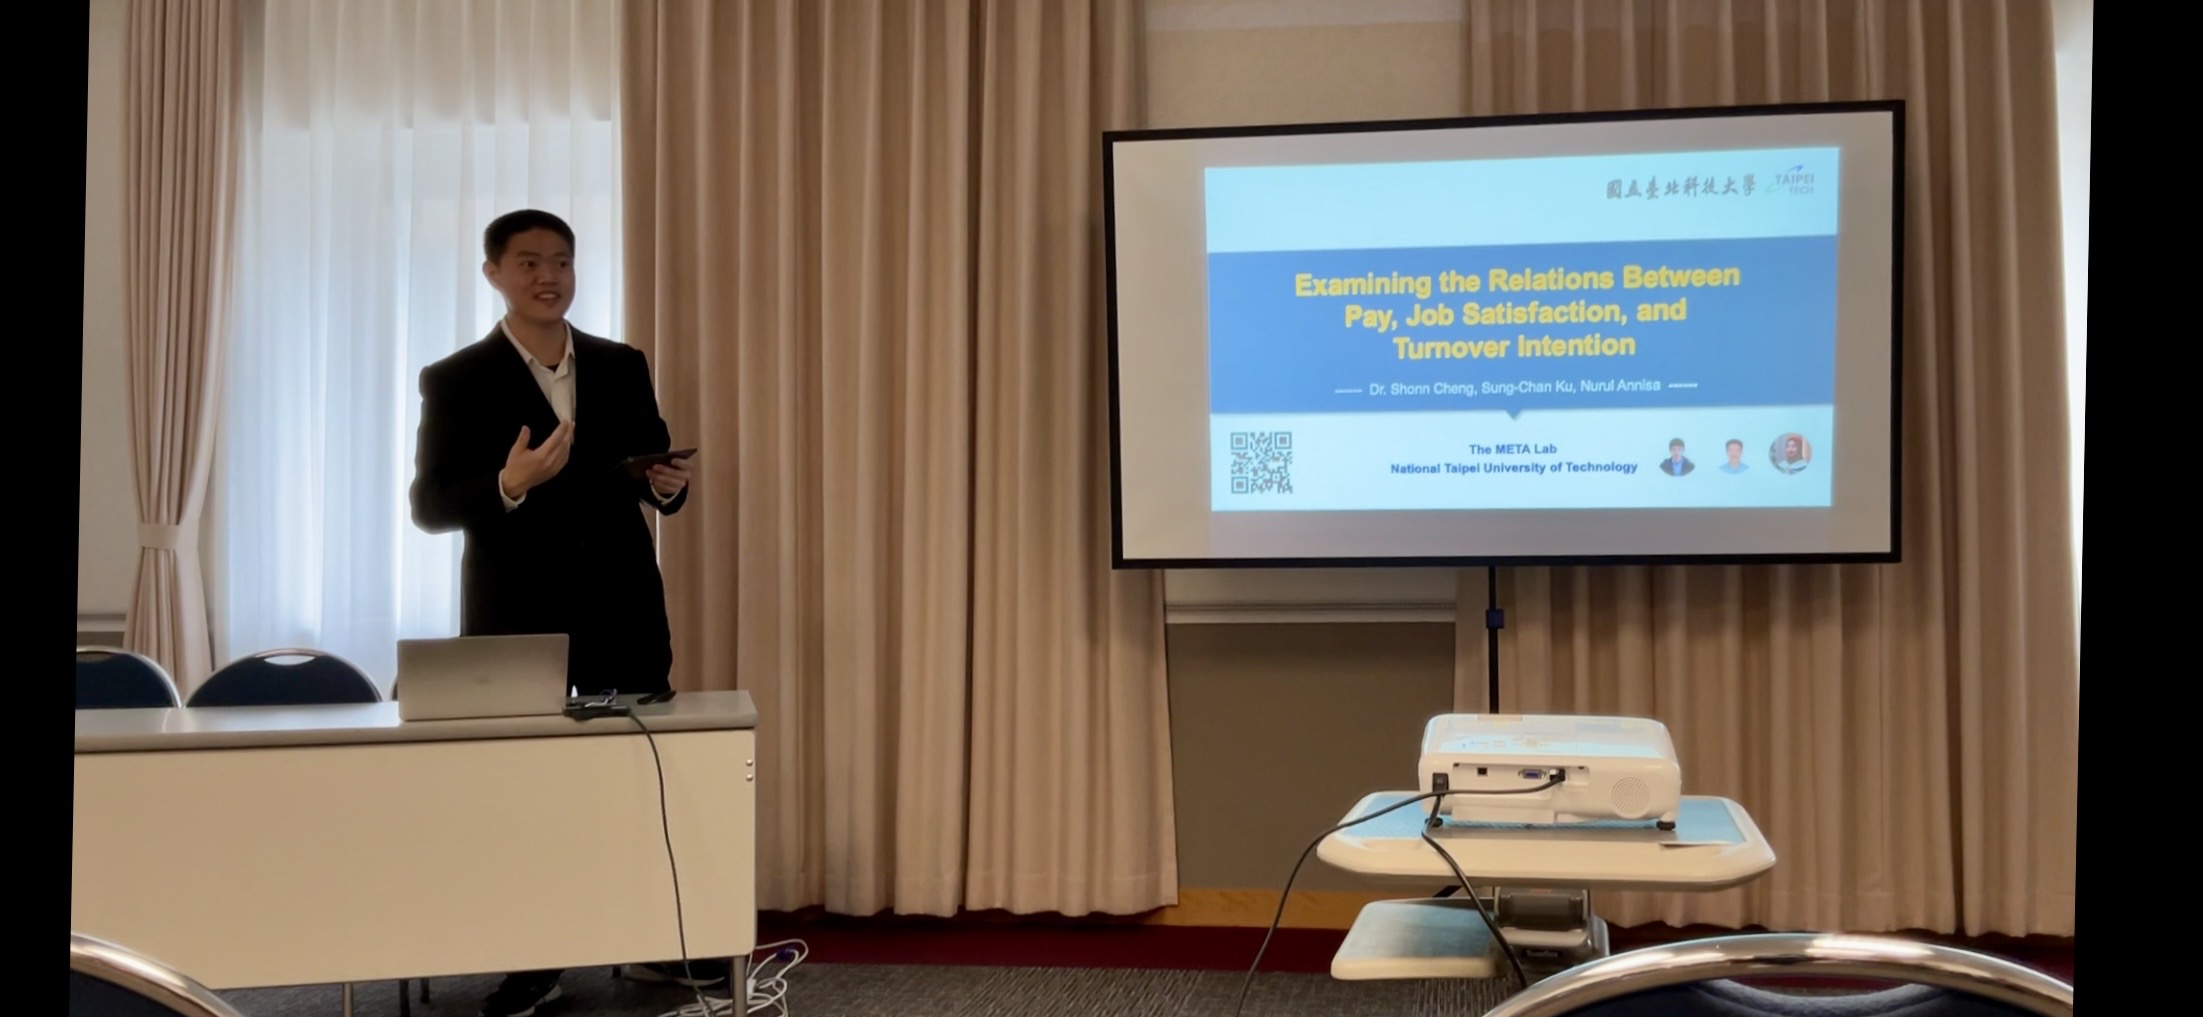 國立臺北科技大學
TAIPEI
TECH
Examining the Relations Between
Pay, Job Satisfaction, and
Turnover Intention
Dr. Shonn Cheng, Sung-Chan Ku, Nurul Annisa
The META Lab
National Taipei University of Technology